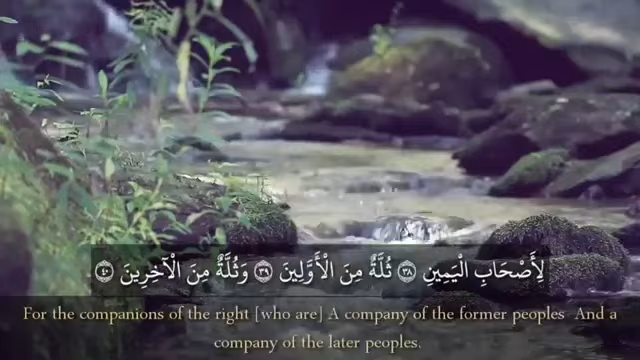 لِأَصْحَابِ الْيَمِينِ ٣٨ ثُلَّةٌ مِنَ الْأَوَّلِينَ ٣٩ وَثُلَّةٌ مِنَ الْآخِرِينَ ٤٠
For the companions of the right [who are] A company of the former peoples And a
company of the later peoples.